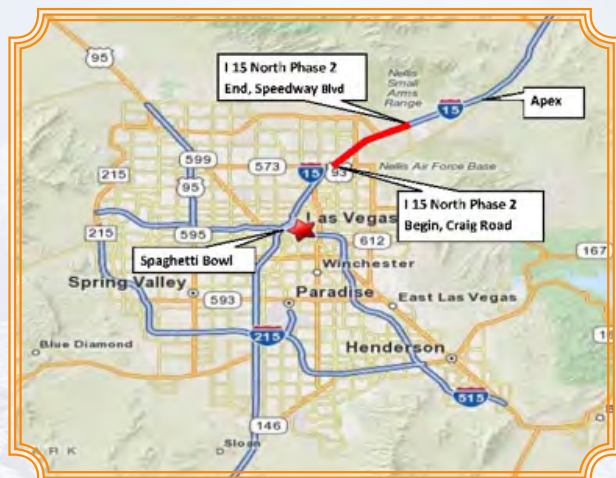 95
I 15 North Phase 2
End, Speedway Blvd
Nellis
Small
Arms
Range
Apex
15
599
573
15
93
Nellis Air Force Base
215
95
I 15 North Phase 2
Begin, Craig Road
Las Vegas
215
595
612
Spaghetti Bowl
167
Winchester
Spring Valley
593
Paradise
East Las Vegas
Blue Diamond
215
Henderson
515
146
Sloan
A R K